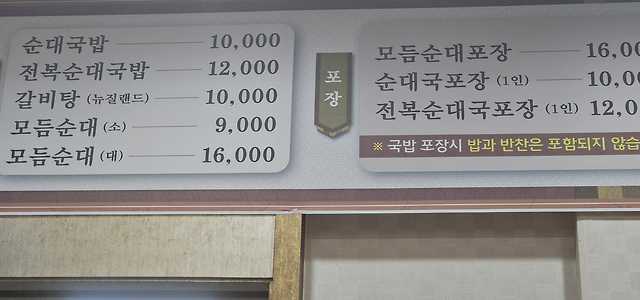 순대국밥 10,000
전복순대국밥 12,000
갈비탕 (뉴질랜드) 10,000
모듬순대 (소) 9,000
모듬순대 (대) 16,000
포장
모듬순대포장 16,00
순대국포장 (1인) 10,0
전복순대국포장 (1인) 12,0
※ 국밥 포장시 밥과 반찬은 포함되지 않습